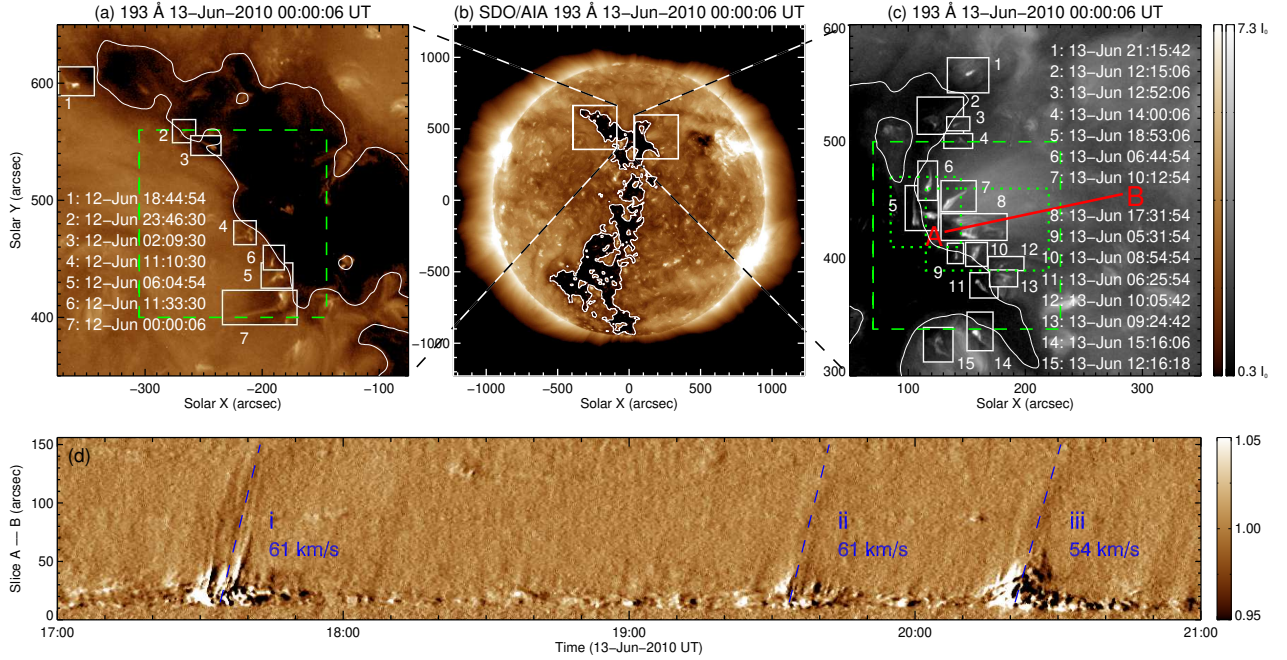 (a) 193 Å 13-Jun-2010 00:00:06 UT
(b) SDO/AIA 193 Å 13-Jun-2010 00:00:06 UT
(c) 193 Å 13-Jun-2010 00:00:06 UT
Solar Y (arcsec)
600
500
400
-300
-200
-100
Solar X (arcsec)
1
2
3
4
6
5
7
1: 12-Jun 18:44:54
2: 12-Jun 23:46:30
3: 12-Jun 02:09:30
4: 12-Jun 11:10:30
5: 12-Jun 06:04:54
6: 12-Jun 11:33:30
7: 12-Jun 00:00:06
1000
500
0
-500
-1000
-1000
-500
0
500
1000
Solar X (arcsec)
600
500
400
300
100
200
300
Solar X (arcsec)
1
2
3
4
6
7
5
8
A
B
9
10
12
11
13
15
14
1: 13-Jun 21:15:42
2: 13-Jun 12:15:06
3: 13-Jun 12:52:06
4: 13-Jun 14:00:06
5: 13-Jun 18:53:06
6: 13-Jun 06:44:54
7: 13-Jun 10:12:54
8: 13-Jun 17:31:54
9: 13-Jun 05:31:54
10: 13-Jun 08:54:54
11: 13-Jun 06:25:54
12: 13-Jun 10:05:42
13: 13-Jun 09:24:42
14: 13-Jun 15:16:06
15: 13-Jun 12:16:18
7.3 I₀
0.3 I₀
(d)
Slice A — B (arcsec)
150
100
50
0
i
61 km/s
ii
61 km/s
iii
54 km/s
17:00
18:00
19:00
20:00
21:00
Time (13-Jun-2010 UT)
1.05
1.00
0.95